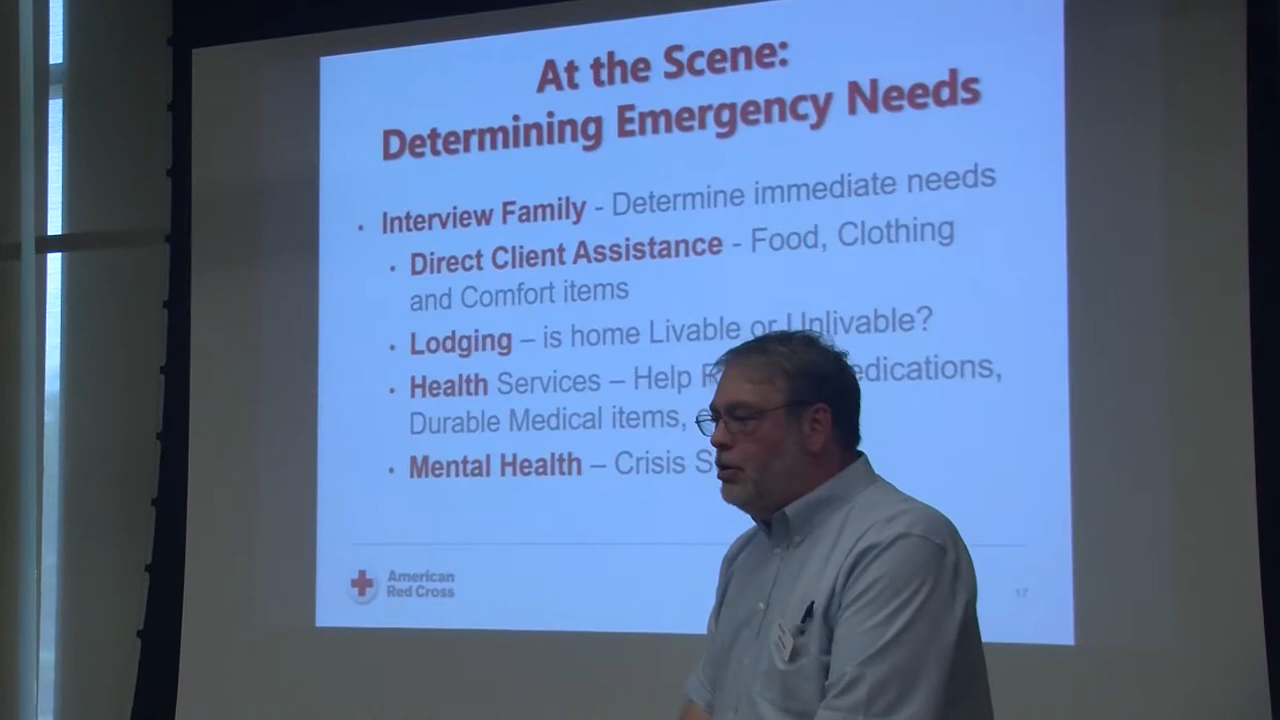 At the Scene:
Determining Emergency Needs
• Interview Family - Determine immediate needs
• Direct Client Assistance - Food, Clothing
and Comfort items
• Lodging – is home Livable or Unlivable?
• Health Services – Help
Durable Medical items,
• Mental Health – Crisis
American
Red Cross
17